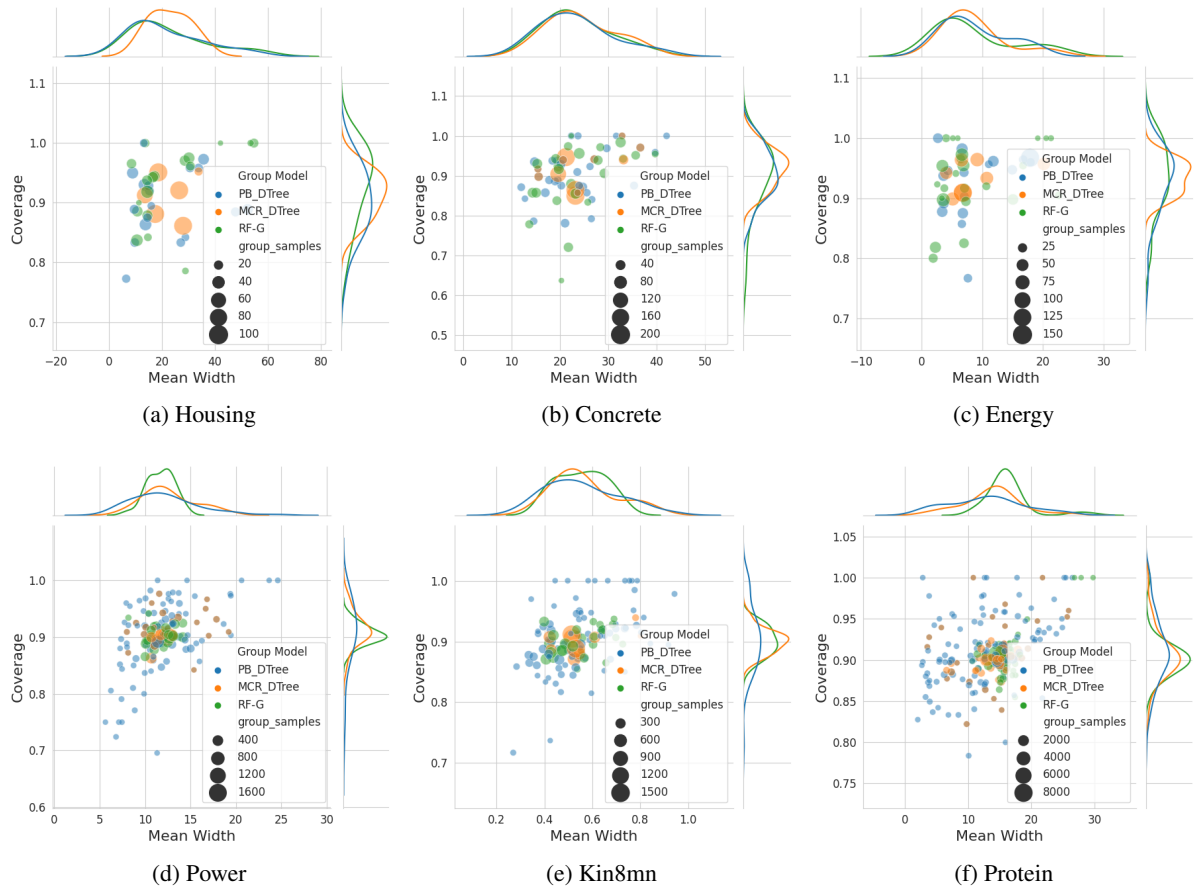 1.1
1.0
0.9
0.8
0.7
Coverage
−20 0 20 40 60 80
Mean Width
Group Model
PB_DTree
MCR_DTree
RF-G
group_samples
20
40
60
80
100
(a) Housing
1.1
1.0
0.9
0.8
0.7
0.6
0.5
Coverage
0 10 20 30 40 50
Mean Width
Group Model
PB_DTree
MCR_DTree
RF-G
group_samples
40
80
120
160
200
(b) Concrete
1.1
1.0
0.9
0.8
0.7
Coverage
−10 0 10 20 30
Mean Width
Group Model
PB_DTree
MCR_DTree
RF-G
group_samples
25
50
75
100
125
150
(c) Energy
1.0
0.9
0.8
0.7
0.6
Coverage
0 5 10 15 20 25 30
Mean Width
Group Model
PB_DTree
MCR_DTree
RF-G
group_samples
400
800
1200
1600
(d) Power
1.1
1.0
0.9
0.8
0.7
Coverage
0.2 0.4 0.6 0.8 1.0
Mean Width
Group Model
PB_DTree
MCR_DTree
RF-G
group_samples
300
600
900
1200
1500
(e) Kin8mn
1.05
1.00
0.95
0.90
0.85
0.80
0.75
Coverage
0 10 20 30
Mean Width
Group Model
PB_DTree
MCR_DTree
RF-G
group_samples
2000
4000
6000
8000
(f) Protein